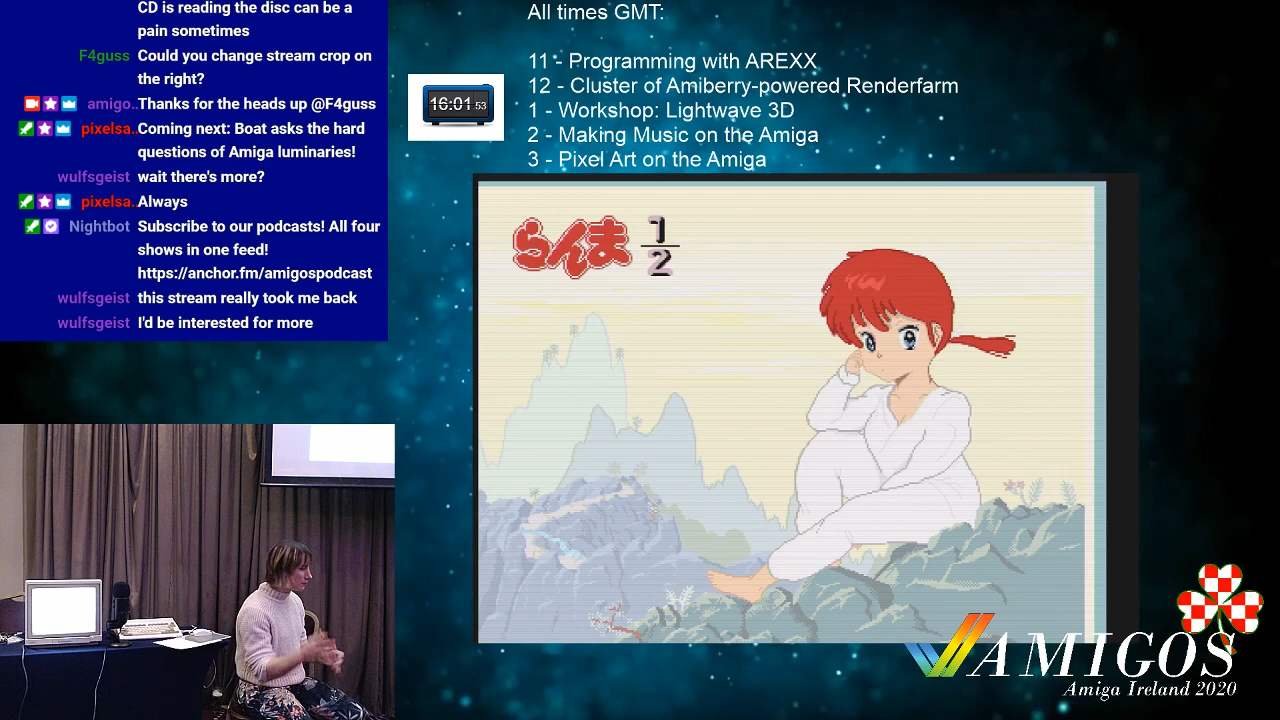 CD is reading the disc can be a
pain sometimes
F4guss Could you change stream crop on
the right?
amigo.. Thanks for the heads up @F4guss
pixelsa.. Coming next: Boat asks the hard
questions of Amiga luminaries!
wulfsgeist wait there's more?
pixelsa.. Always
Nightbot Subscribe to our podcasts! All four
shows in one feed!
https://anchor.fm/amigospodcast
wulfsgeist this stream really took me back
wulfsgeist I'd be interested for more
16:01 53
All times GMT:
11 - Programming with AREXX
12 - Cluster of Amiberry-powered Renderfarm
1 - Workshop: Lightwave 3D
2 - Making Music on the Amiga
3 - Pixel Art on the Amiga
らんま 1/2
AMIGOS
Amiga Ireland 2020